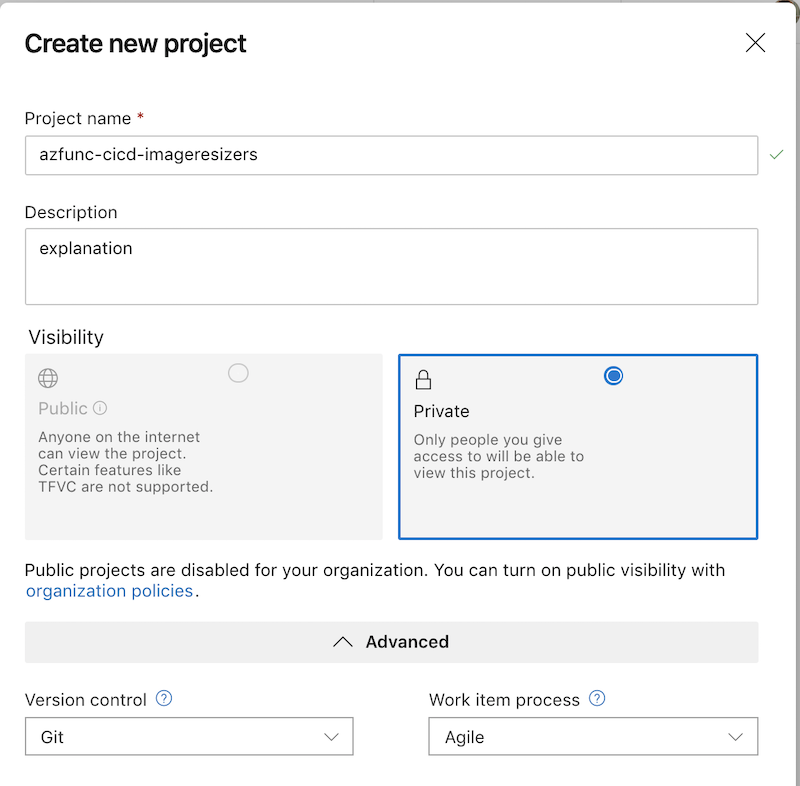 Create new project
Project name *
azfunc-cicd-imageresizers
Description
explanation
Visibility
Public
Anyone on the internet
can view the project.
Certain features like
TFVC are not supported.
Private
Only people you give
access to will be able to
view this project.
Public projects are disabled for your organization. You can turn on public visibility with
organization policies.
Advanced
Version control ?
Git
Work item process ?
Agile